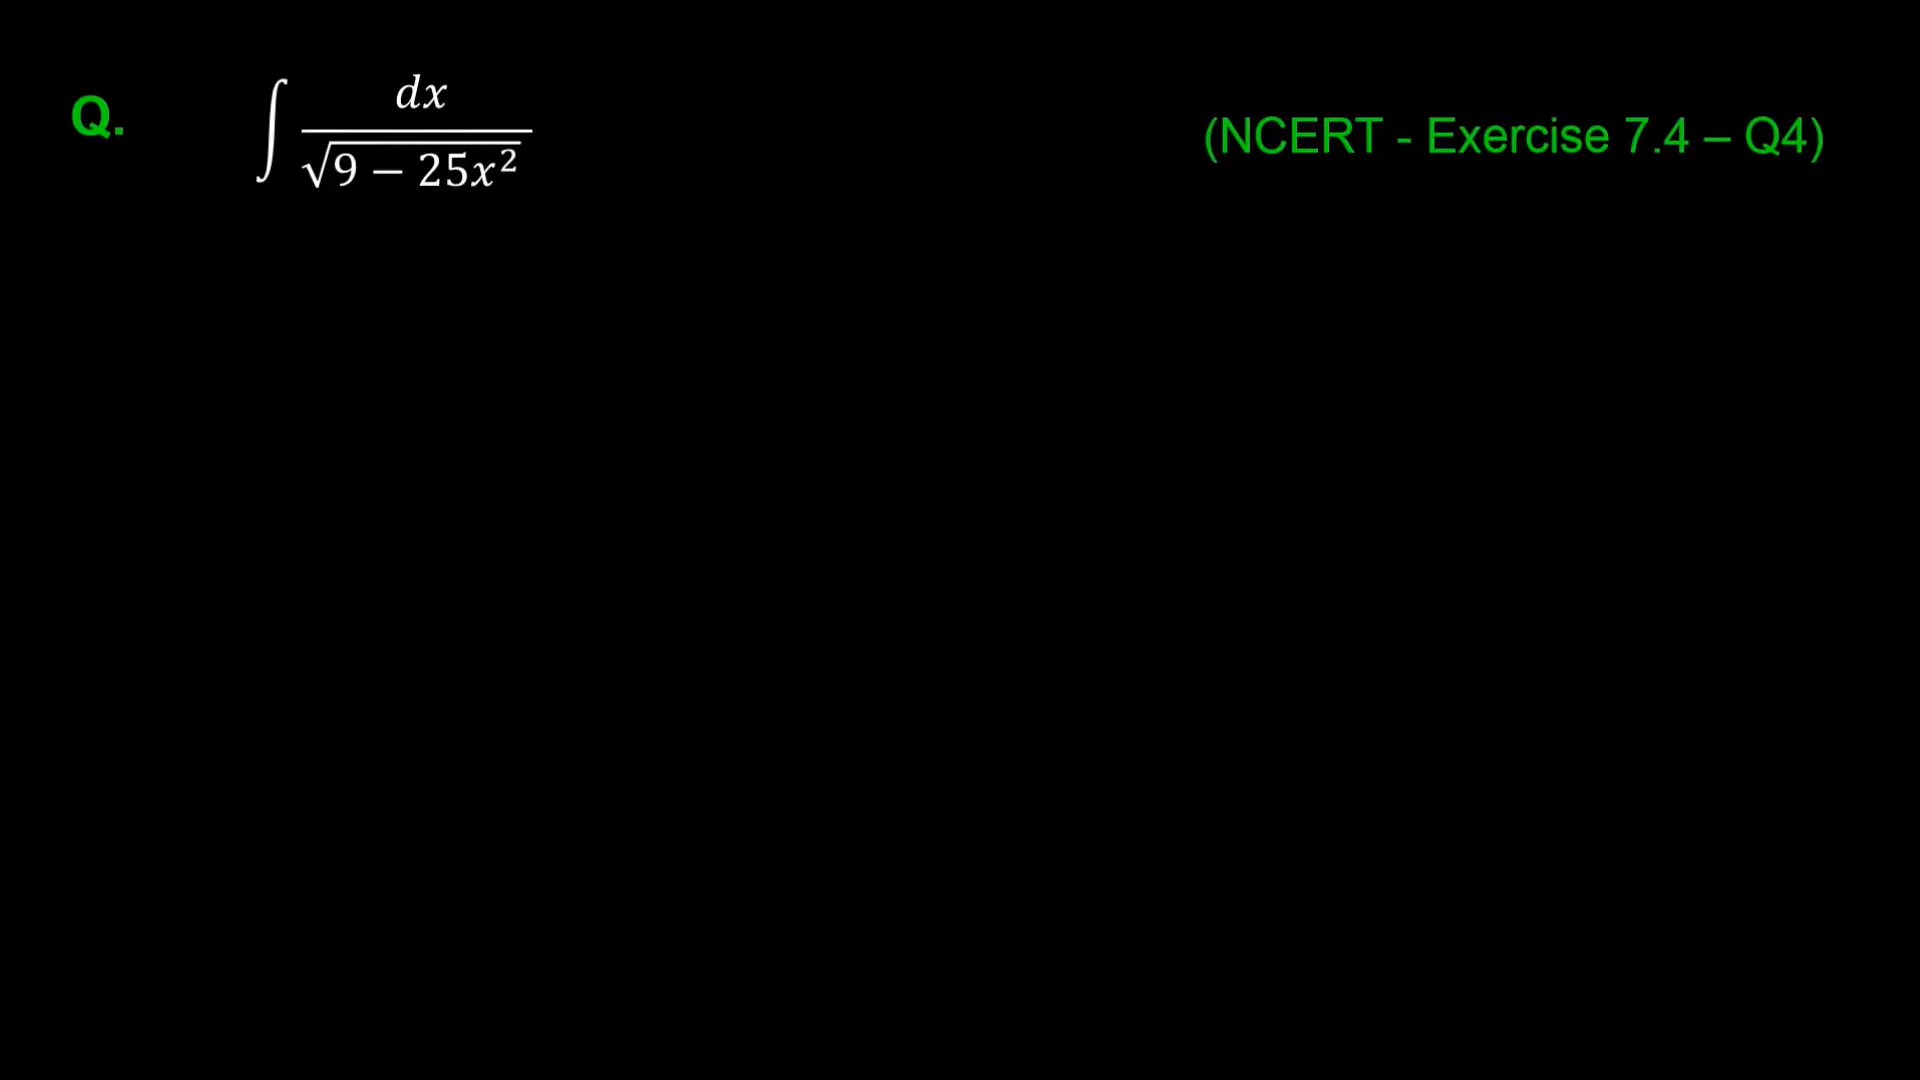 Q. ∫ dx / √(9 − 25x²) (NCERT - Exercise 7.4 – Q4)